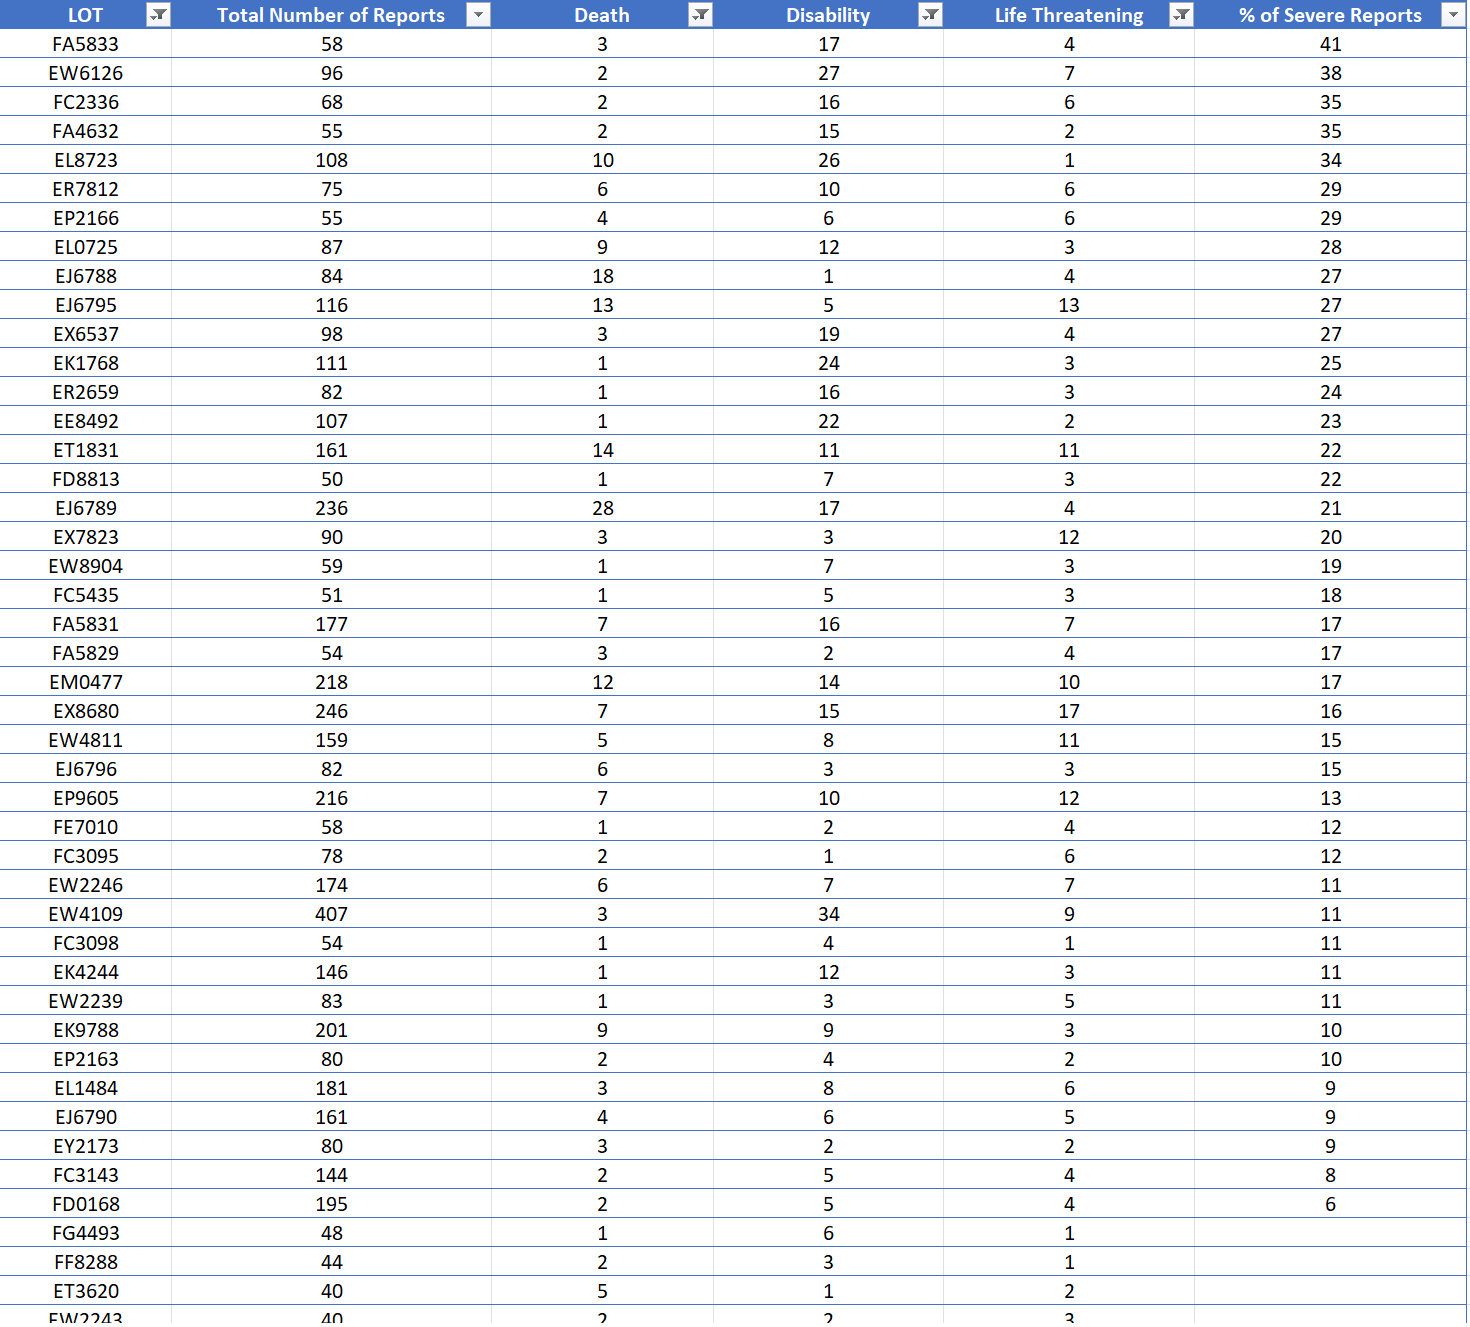 LOT Total Number of Reports Death Disability Life Threatening % of Severe Reports
FA5833 58 3 17 4 41
EW6126 96 2 27 7 38
FC2336 68 2 16 6 35
FA4632 55 2 15 2 35
EL8723 108 10 26 1 34
ER7812 75 6 10 6 29
EP2166 55 4 6 6 29
EL0725 87 9 12 3 28
EJ6788 84 18 1 4 27
EJ6795 116 13 5 13 27
EX6537 98 3 19 4 27
EK1768 111 1 24 3 25
ER2659 82 1 16 3 24
EE8492 107 1 22 2 23
ET1831 161 14 11 11 22
FD8813 50 1 7 3 22
EJ6789 236 28 17 4 21
EX7823 90 3 3 12 20
EW8904 59 1 7 3 19
FC5435 51 1 5 3 18
FA5831 177 7 16 7 17
FA5829 54 3 2 4 17
EM0477 218 12 14 10 17
EX8680 246 7 15 17 16
EW4811 159 5 8 11 15
EJ6796 82 6 3 3 15
EP9605 216 7 10 12 13
FE7010 58 1 2 4 12
FC3095 78 2 1 6 12
EW2246 174 6 7 7 11
EW4109 407 3 34 9 11
FC3098 54 1 4 1 11
EK4244 146 1 12 3 11
EW2239 83 1 3 5 11
EK9788 201 9 9 3 10
EP2163 80 2 4 2 10
EL1484 181 3 8 6 9
EJ6790 161 4 6 5 9
EY2173 80 3 2 2 9
FC3143 144 2 5 4 8
FD0168 195 2 5 4 6
FG4493 48 1 6 1
FF8288 44 2 3 1
ET3620 40 5 1 2
EW2243 40 2 2 3